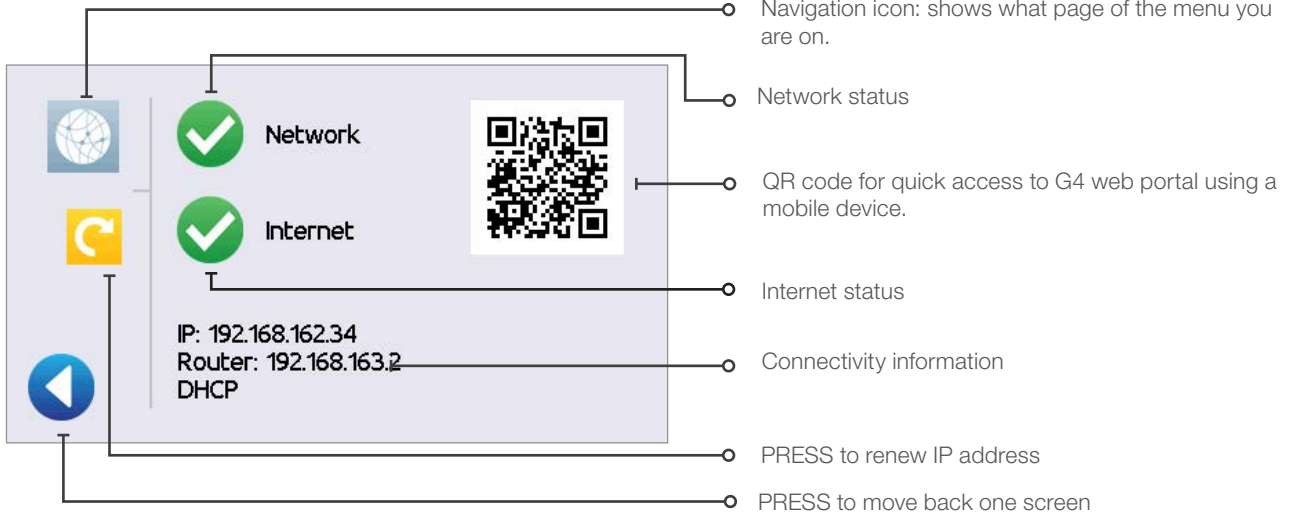 Navigation icon: shows what page of the menu you
are on.
Network status
Network
QR code for quick access to G4 web portal using a
mobile device.
Internet
Internet status
IP: 192.168.162.34
Router: 192.168.163.2
DHCP
Connectivity information
PRESS to renew IP address
PRESS to move back one screen